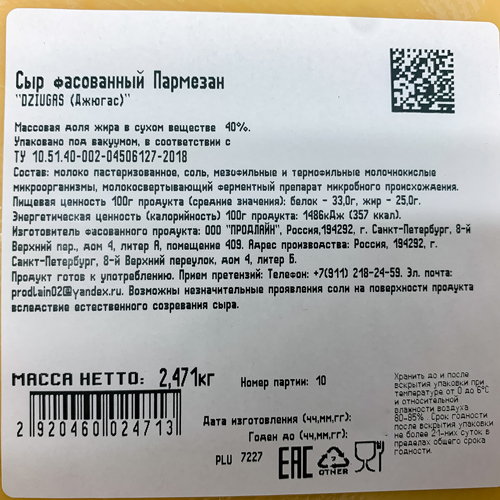 Сыр фасованный Пармезан
"DZIUGAS (Джюгас)"
Массовая доля жира в сухом веществе 40%.
Упаковано под вакуумом, в соответствии с
ТУ 10.51.40-002-04506127-2018
Состав: молоко пастеризованное, соль, мезофильные и термофильные молочнокислые
микроорганизмы, молокосвертывающий ферментный препарат микробного происхождения.
Пищевая ценность 100г продукта (средние значения): белок - 33,0г, жир - 25,0г.
Энергетическая ценность (калорийность) 100г продукта: 1486кДж (357 ккал).
Изготовитель фасованного продукта: ООО "ПРОДЛАЙН", Россия,194292, г. Санкт-Петербург, 8-й
Верхний пер., дом 4, литер А, помещение 409. Адрес производства: Россия, 194292, г.
Санкт-Петербург, 8-й Верхний переулок, дом 4, литер Б.
Продукт готов к употреблению. Прием претензий: Телефон: +7(911) 218-24-59. Эл. почта:
prodlain02@yandex.ru. Возможны незначительные проявления соли на поверхности продукта
вследствие естественного созревания сыра.
МАССА НЕТТО: 2,471кг
Номер партии: 10
2 920460 024713
Дата изготовления (чч,мм,гг):
Годен до (чч,мм,гг):
PLU 7227
EAC
7
OTHER
Хранить до и после
вскрытия упаковки при
температуре от 0 до 6°С
и относительной
влажности воздуха
80-85% . Срок годности
после вскрытия упаковки
не более 21-них суток в
пределах общего срока
годности.